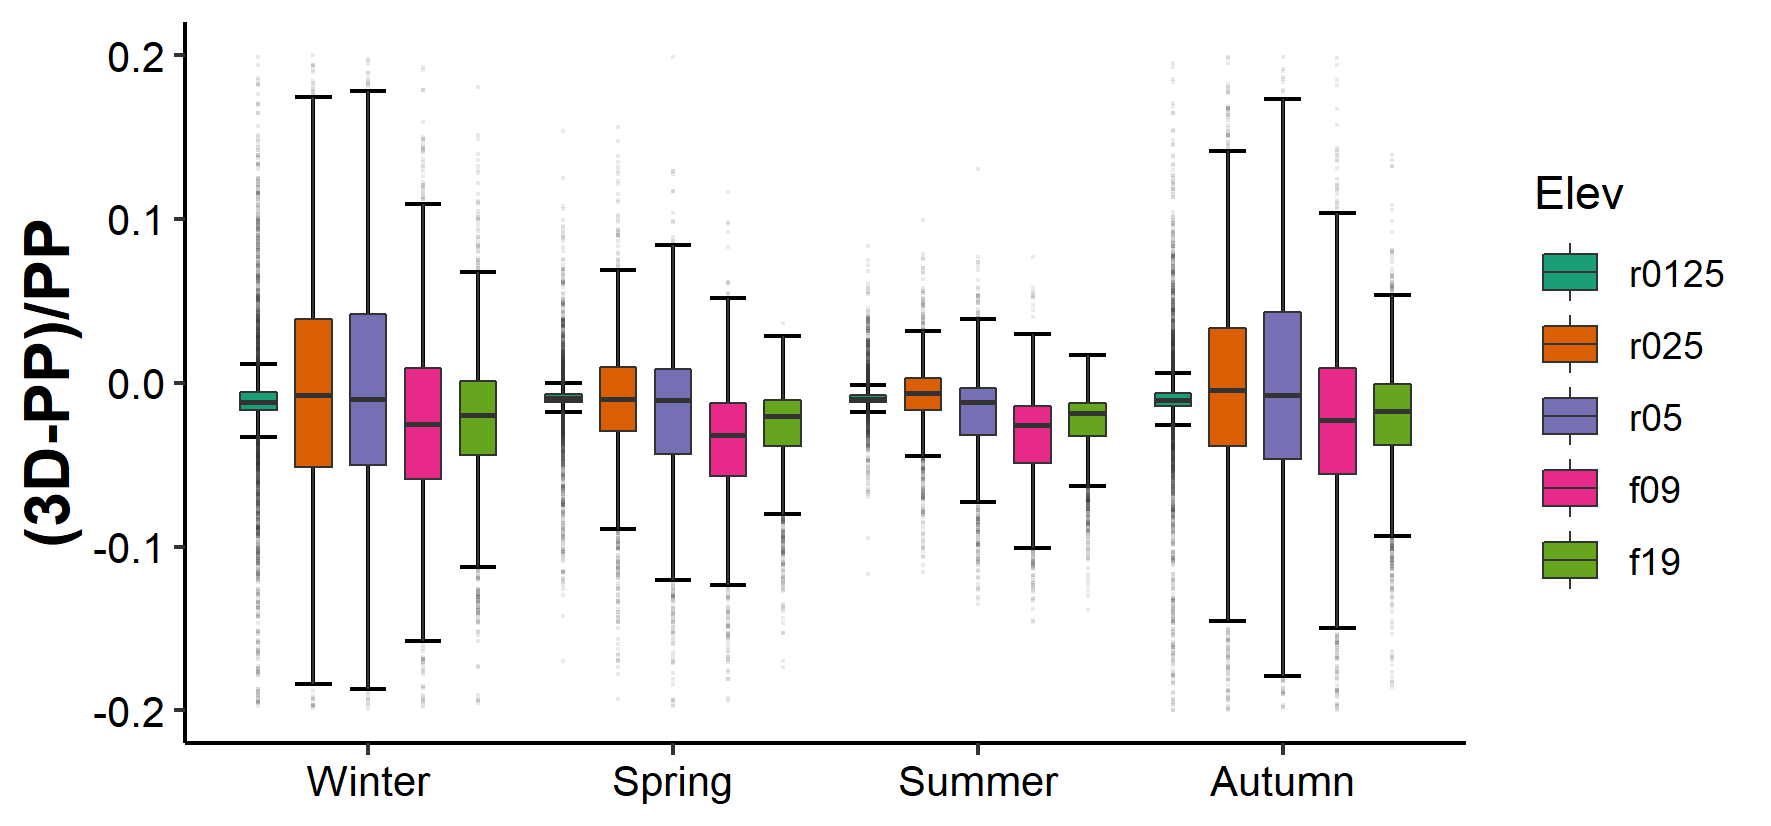 (3D-PP)/PP
0.2
0.1
0.0
-0.1
-0.2
Winter
Spring
Summer
Autumn
Elev
r0125
r025
r05
f09
f19